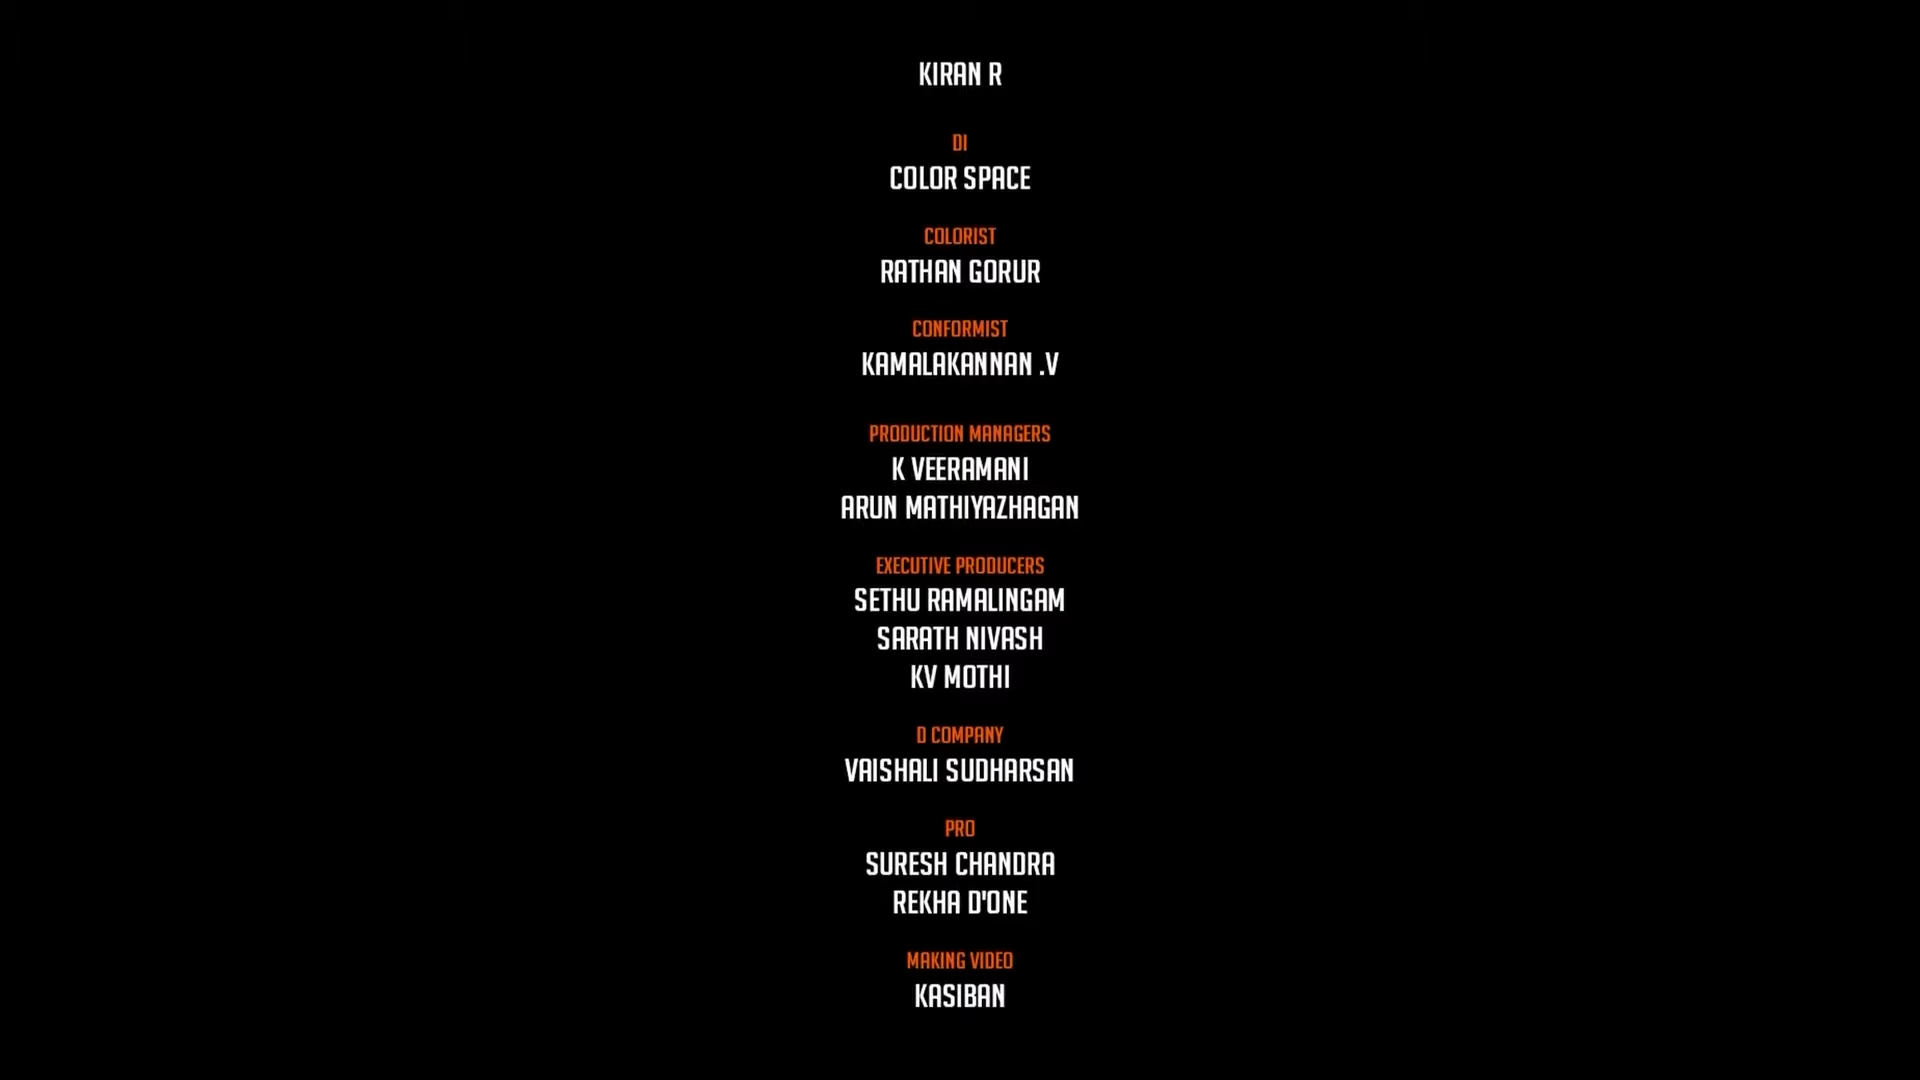 KIRAN R
DI
COLOR SPACE
COLORIST
RATHAN GORUR
CONFORMIST
KAMALAKANNAN .V
PRODUCTION MANAGERS
K VEERAMANI
ARUN MATHIYAZHAGAN
EXECUTIVE PRODUCERS
SETHU RAMALINGAM
SARATH NIVASH
KV MOTHI
D COMPANY
VAISHALI SUDHARSAN
PRO
SURESH CHANDRA
REKHA D'ONE
MAKING VIDEO
KASIBAN